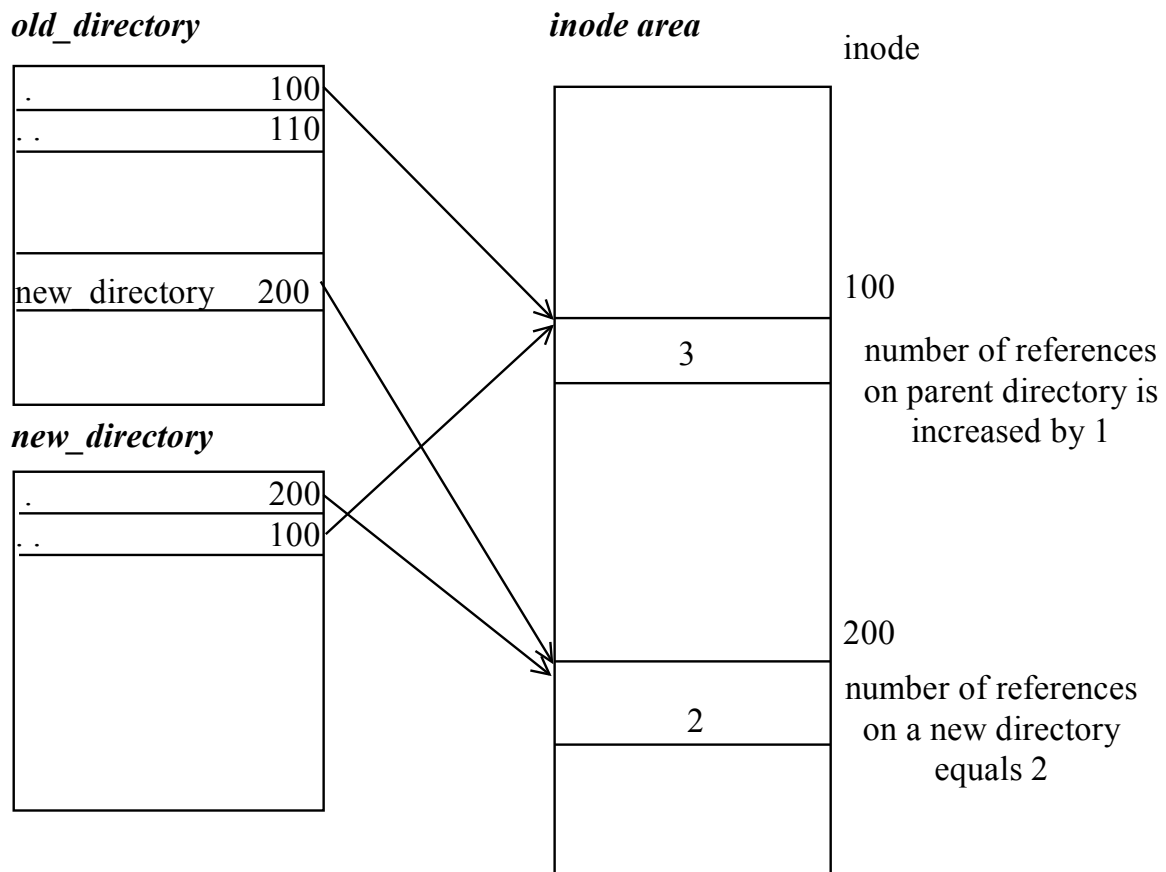 old_directory
. 100
. . 110
new_directory 200
new_directory
. 200
. . 100
inode area
inode
100
3
number of references
on parent directory is
increased by 1
200
2
number of references
on a new directory
equals 2